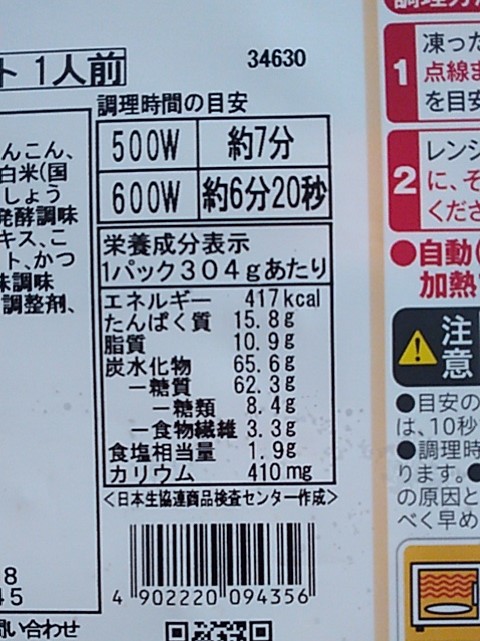 ト 1人前
34630
調理時間の目安
500W 約7分
600W 約6分20秒
栄養成分表示
1パック304gあたり
エネルギー 417kcal
たんぱく質 15.8g
脂質 10.9g
炭水化物 65.6g
－糖質 62.3g
－糖類 8.4g
－食物繊維 3.3g
食塩相当量 1.9g
カリウム 410mg
<日本生協連商品検査センター作成>
4 902220 094356
んこん、
白米(国
しょう
発酵調味
キス、こ
ト、かつ
味調味
調整剤、
8
45
問い合わせ
1 凍った
点線ま
を目安
2 レンジ
に、そ
くださ
●自動(
加熱
注意
●目安の
は、10秒
●調理時
ります。●
の原因と
べく早め